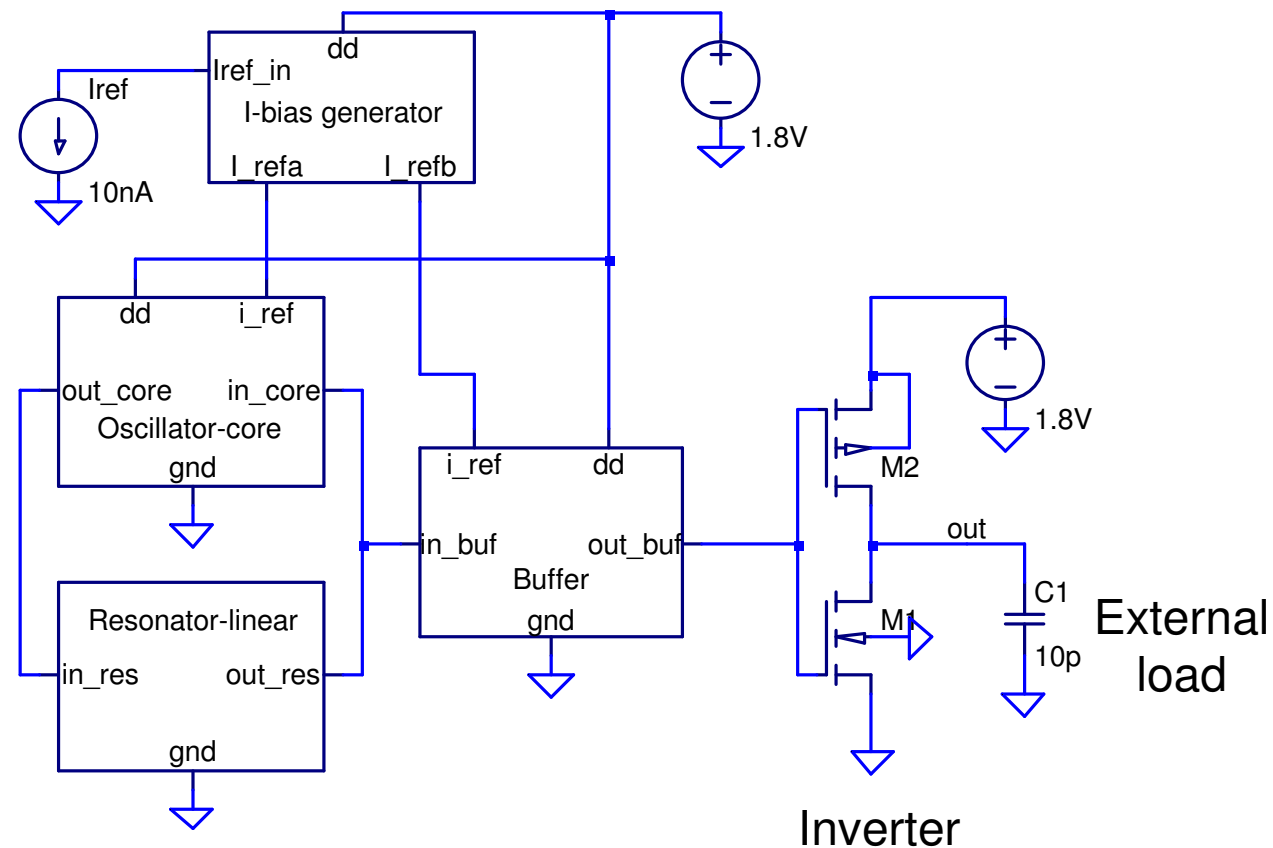 dd
Iref_in
Iref
I-bias generator
1.8V
I_refa
I_refb
10nA
dd
i_ref
out_core
in_core
Oscillator-core
1.8V
gnd
i_ref
dd
M2
out
in_buf
out_buf
Buffer
C1
Resonator-linear
gnd
M1
External
load
10p
in_res
out_res
gnd
Inverter